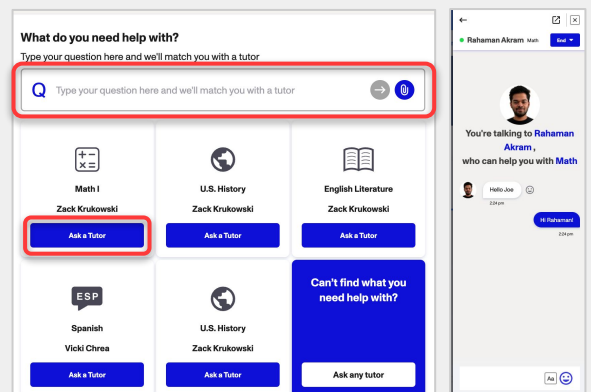 What do you need help with?
Type your question here and we'll match you with a tutor
Q Type your question here and we'll match you with a tutor
Math I
Zack Krukowski
Ask a Tutor
U.S. History
Zack Krukowski
Ask a Tutor
English Literature
Zack Krukowski
Ask a Tutor
ESP
Spanish
Vicki Chrea
Ask a Tutor
U.S. History
Zack Krukowski
Ask a Tutor
Can't find what you
need help with?
Ask any tutor
Rahaman Akram Math End
You're talking to Rahaman
Akram ,
who can help you with Math
Hello Joe
2:24 pm
Hi Rahaman!
2:24 pm
Aa